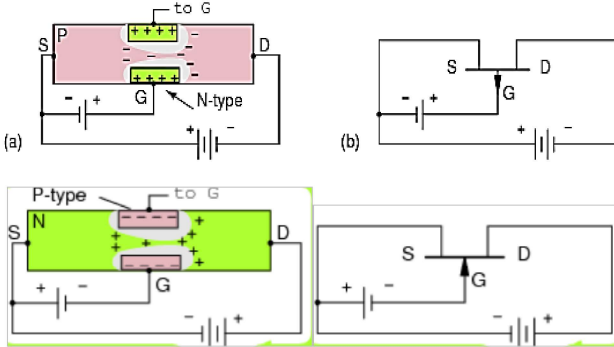 to G
S P + + + + D
- - - - - - -
+ + + +
G N-type
- +
(a) + -
S D
G
- +
(b) + -
P-type to G
N - - - - +
S + + + + + D
- - - -
G
+ -
- +
S D
G
+ -
- +